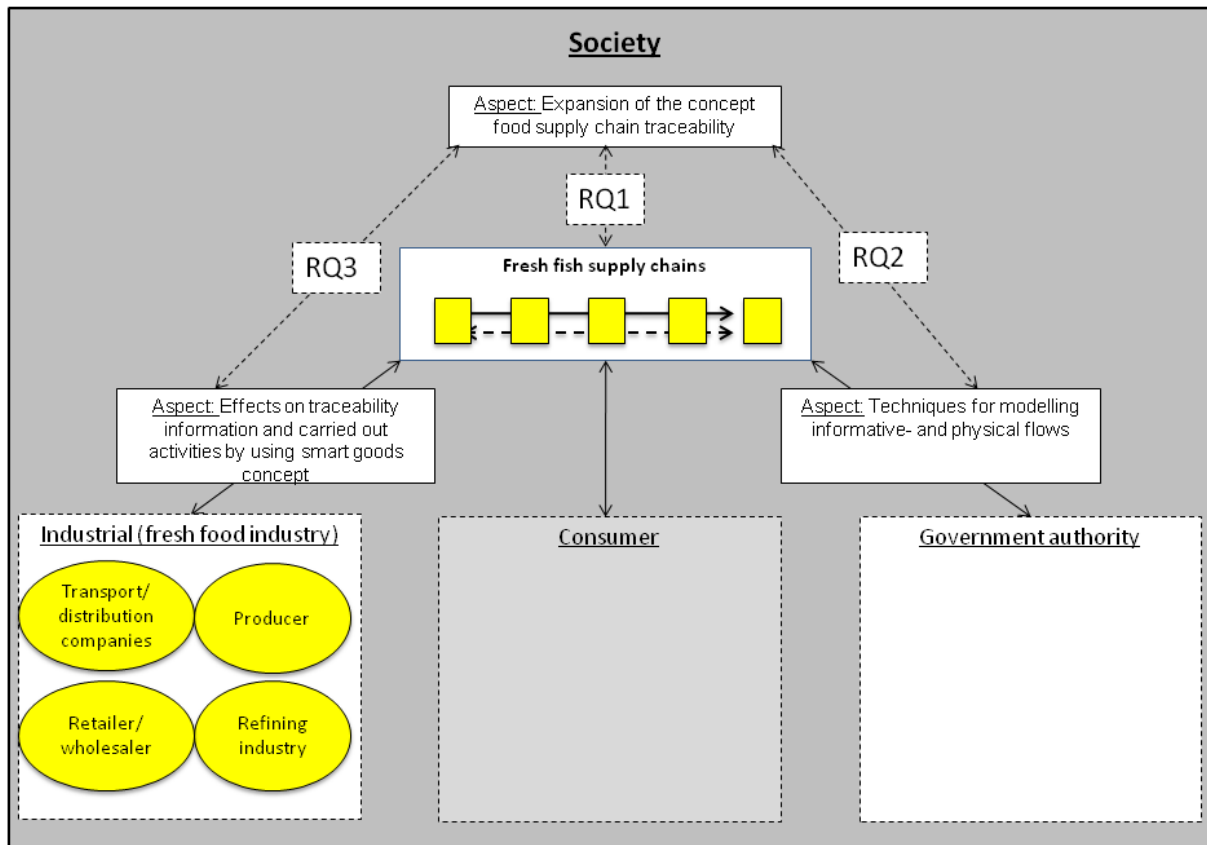 Society
Aspect: Expansion of the concept
food supply chain traceability
RQ1
RQ3
RQ2
Fresh fish supply chains
Aspect: Effects on traceability
information and carried out
activities by using smart goods
concept
Aspect: Techniques for modelling
informative- and physical flows
Industrial (fresh food industry)
Transport/
distribution
companies
Producer
Retailer/
wholesaler
Refining
industry
Consumer
Government authority